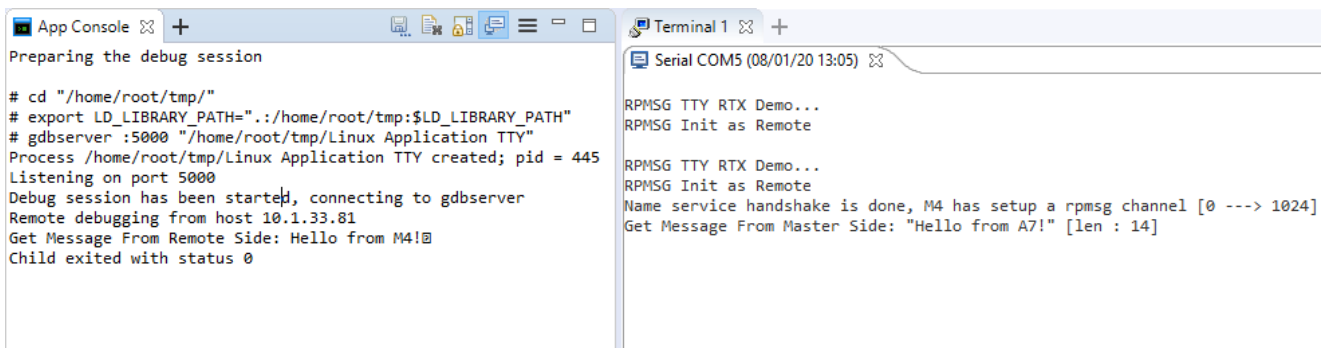 App Console
Preparing the debug session
# cd "/home/root/tmp/"
# export LD_LIBRARY_PATH=".:/home/root/tmp:$LD_LIBRARY_PATH"
# gdbserver :5000 "/home/root/tmp/Linux Application TTY"
Process /home/root/tmp/Linux Application TTY created; pid = 445
Listening on port 5000
Debug session has been started, connecting to gdbserver
Remote debugging from host 10.1.33.81
Get Message From Remote Side: Hello from M4!
Child exited with status 0
Terminal 1
Serial COM5 (08/01/20 13:05)
RPMSG TTY RTX Demo...
RPMSG Init as Remote
RPMSG TTY RTX Demo...
RPMSG Init as Remote
Name service handshake is done, M4 has setup a rpmsg channel [0 ---> 1024]
Get Message From Master Side: "Hello from A7!" [len : 14]